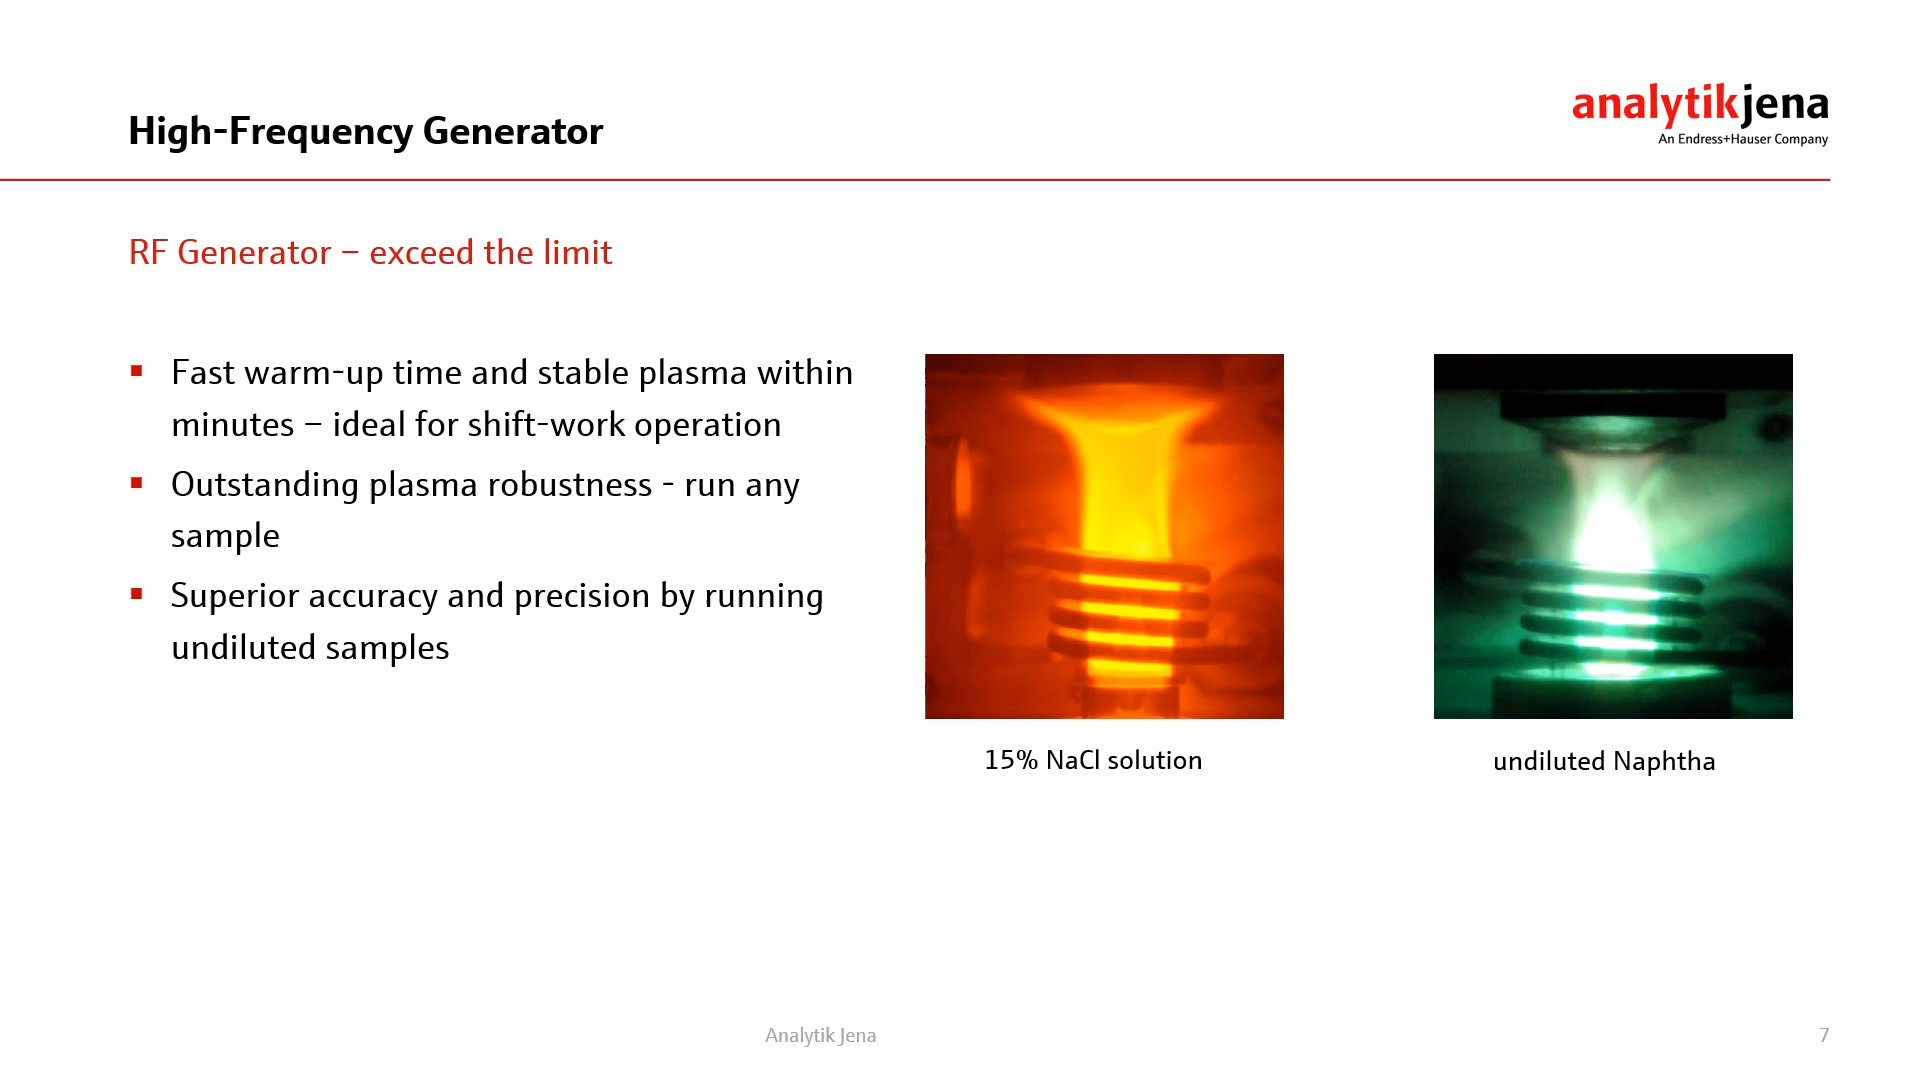 High-Frequency Generator
analytikjena
An Endress+Hauser Company
RF Generator – exceed the limit
▪ Fast warm-up time and stable plasma within
minutes – ideal for shift-work operation
▪ Outstanding plasma robustness - run any
sample
▪ Superior accuracy and precision by running
undiluted samples
15% NaCl solution
undiluted Naphtha
Analytik Jena
7